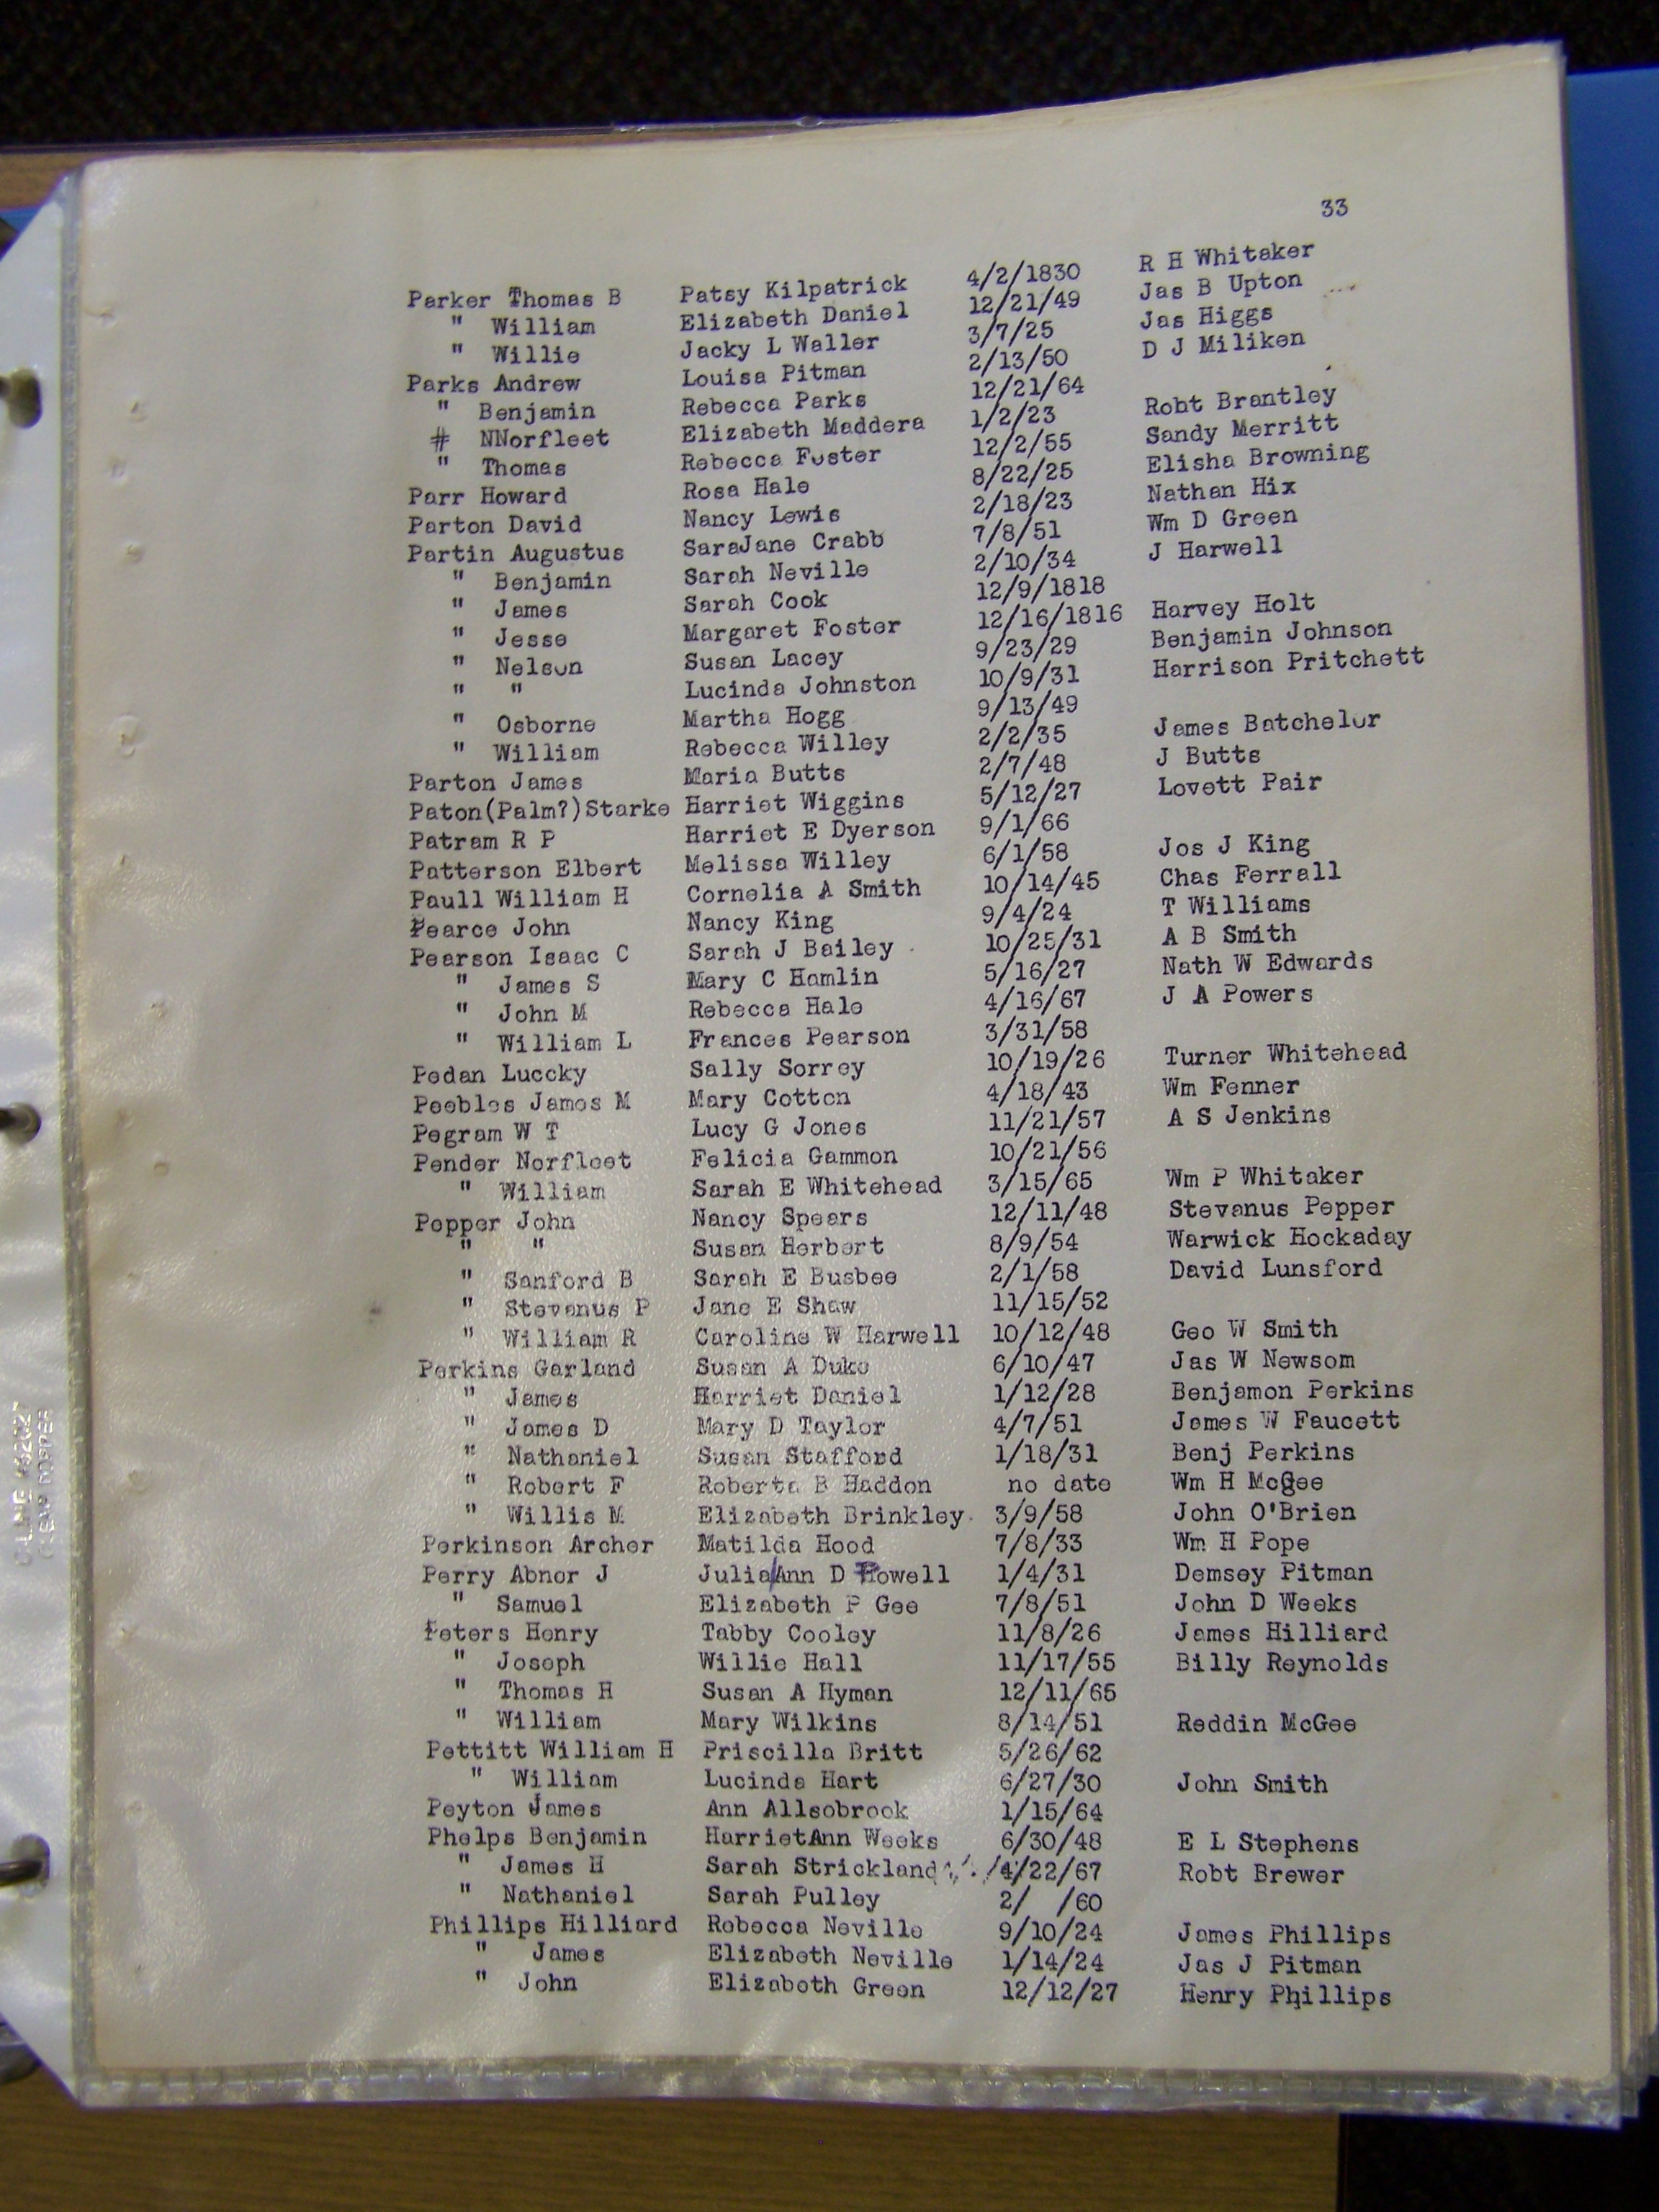 33
Parker Thomas B Patsy Kilpatrick 4/2/1830 R H Whitaker
" William Elizabeth Daniel 12/21/49 Jas B Upton
" Willie Jacky L Waller 3/7/25 Jas Higgs
Parks Andrew Louisa Pitman 2/13/50 D J Miliken
" Benjamin Rebecca Parks 12/21/64
# NNorfleet Elizabeth Maddera 1/2/23 Robt Brantley
" Thomas Rebecca Foster 12/2/55 Sandy Merritt
Parr Howard Rosa Hale 8/22/25 Elisha Browning
Parton David Nancy Lewis 2/18/23 Nathan Hix
Partin Augustus SaraJane Crabb 7/8/51 Wm D Green
" Benjamin Sarah Neville 2/10/34 J Harwell
" James Sarah Cook 12/9/1818
" Jesse Margaret Foster 12/16/1816 Harvey Holt
" Nelson Susan Lacey 9/23/29 Benjamin Johnson
" " Lucinda Johnston 10/9/31 Harrison Pritchett
" Osborne Martha Hogg 9/13/49
" William Rebecca Willey 2/2/35 James Batchelor
Parton James Maria Butts 2/7/48 J Butts
Paton(Palm?)Starke Harriet Wiggins 5/12/27 Lovett Pair
Patram R P Harriet E Dyerson 9/1/66
Patterson Elbert Melissa Willey 6/1/58 Jos J King
Paull William H Cornelia A Smith 10/14/45 Chas Ferrall
Pearce John Nancy King 9/4/24 T Williams
Pearson Isaac C Sarah J Bailey 10/25/31 A B Smith
" James S Mary C Hamlin 5/16/27 Nath W Edwards
" John M Rebecca Hale 4/16/67 J A Powers
" William L Frances Pearson 3/31/58
Pedan Luccky Sally Sorrey 10/19/26 Turner Whitehead
Peebles James M Mary Cotton 4/18/43 Wm Fenner
Pegram W T Lucy G Jones 11/21/57 A S Jenkins
Pender Norfleet Felicia Gammon 10/21/56
" William Sarah E Whitehead 3/15/65 Wm P Whitaker
Pepper John Nancy Spears 12/11/48 Stevanus Pepper
" " Susan Herbert 8/9/54 Warwick Hockaday
" Sanford B Sarah E Busbee 2/1/58 David Lunsford
" Stevanus P Jane E Shaw 11/15/52
" William R Caroline W Harwell 10/12/48 Geo W Smith
Perkins Garland Susan A Duke 6/10/47 Jas W Newsom
" James Harriet Daniel 1/12/28 Benjamon Perkins
" James D Mary D Taylor 4/7/51 James W Faucett
" Nathaniel Susan Stafford 1/18/31 Benj Perkins
" Robert F Roberta B Haddon no date Wm H McGee
" Willis M Elizabeth Brinkley 3/9/58 John O'Brien
Perkinson Archer Matilda Hood 7/8/33 Wm H Pope
Perry Abner J Julia/Ann D Powell 1/4/31 Demsey Pitman
" Samuel Elizabeth P Gee 7/8/51 John D Weeks
Peters Henry Tabby Cooley 11/8/26 James Hilliard
" Joseph Willie Hall 11/17/55 Billy Reynolds
" Thomas H Susan A Hyman 12/11/65
" William Mary Wilkins 8/14/51 Reddin McGee
Pettitt William H Priscilla Britt 5/26/62
" William Lucinda Hart 6/27/30 John Smith
Peyton James Ann Allsobrook 1/15/64
Phelps Benjamin HarrietAnn Weeks 6/30/48 E L Stephens
" James H Sarah Strickland 4/22/67 Robt Brewer
" Nathaniel Sarah Pulley 2/ /60
Phillips Hilliard Rebecca Neville 9/10/24 James Phillips
" James Elizabeth Neville 1/14/24 Jas J Pitman
" John Elizabeth Green 12/12/27 Henry Phillips